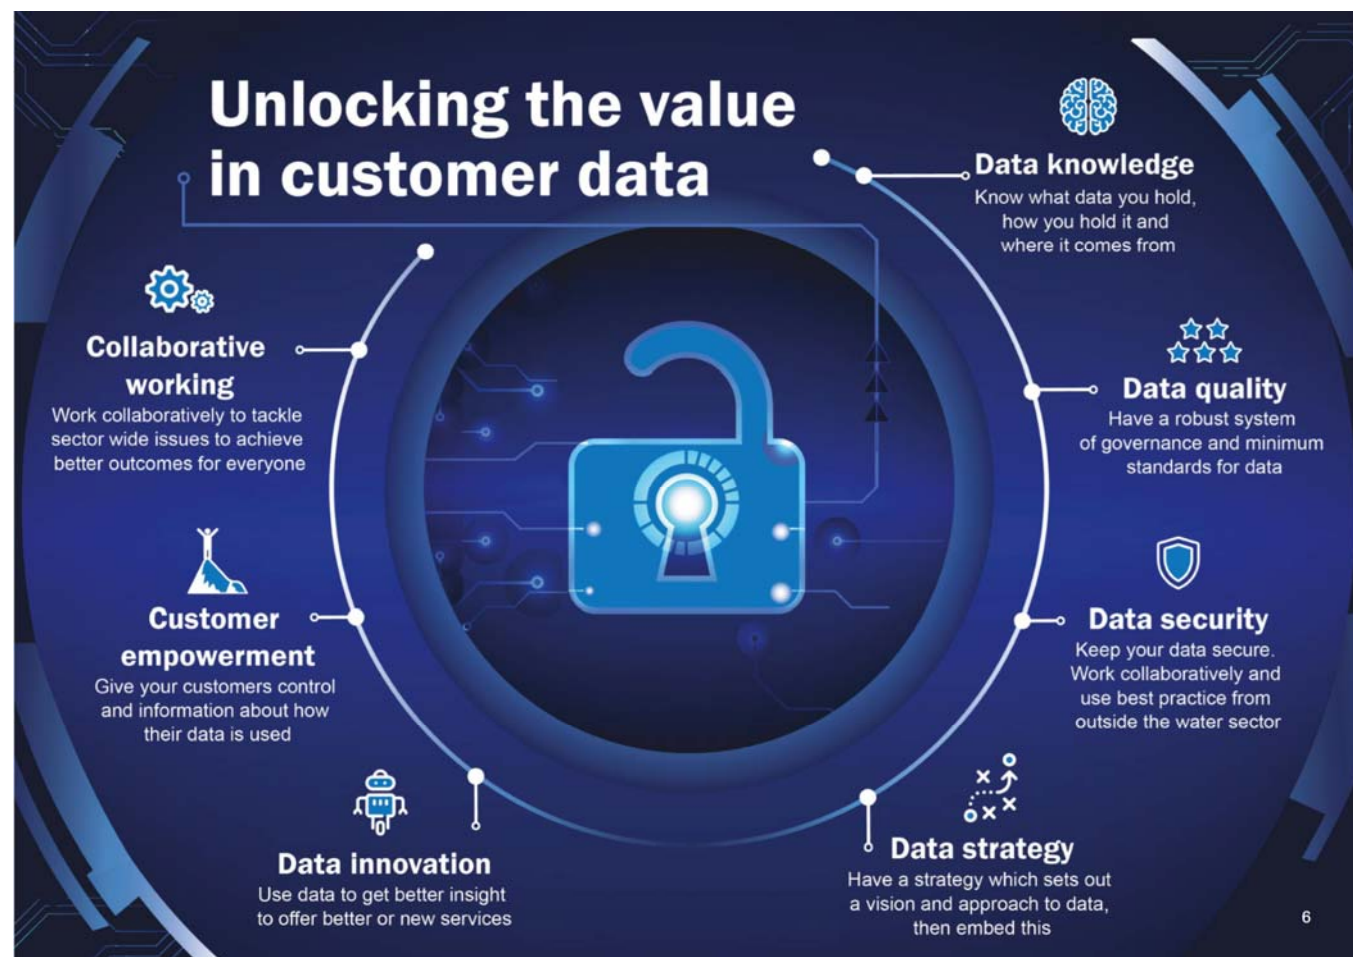 Unlocking the value
in customer data
Data knowledge
Know what data you hold,
how you hold it and
where it comes from
Data quality
Have a robust system
of governance and minimum
standards for data
Data security
Keep your data secure.
Work collaboratively and
use best practice from
outside the water sector
Data strategy
Have a strategy which sets out
a vision and approach to data,
then embed this
Data innovation
Use data to get better insight
to offer better or new services
Customer
empowerment
Give your customers control
and information about how
their data is used
Collaborative
working
Work collaboratively to tackle
sector wide issues to achieve
better outcomes for everyone
6